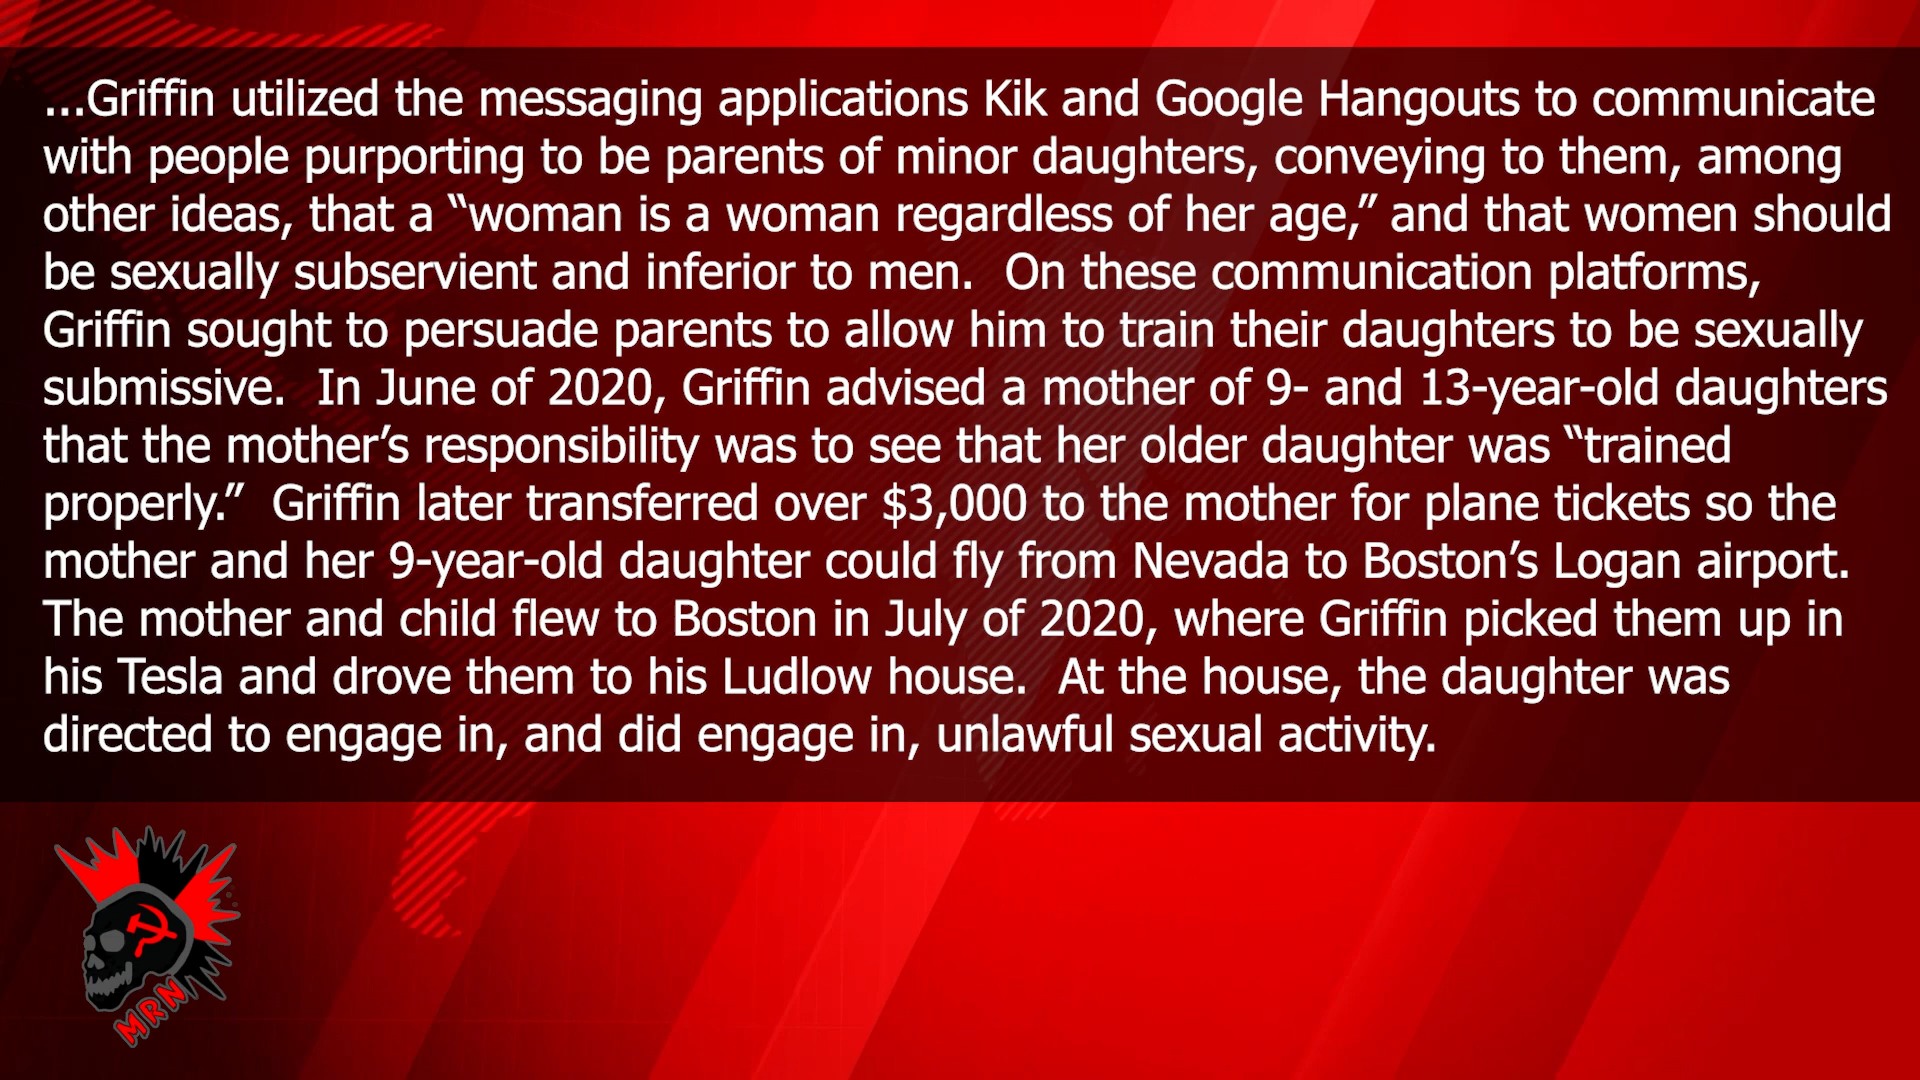 ...Griffin utilized the messaging applications Kik and Google Hangouts to communicate
with people purporting to be parents of minor daughters, conveying to them, among
other ideas, that a “woman is a woman regardless of her age,” and that women should
be sexually subservient and inferior to men.  On these communication platforms,
Griffin sought to persuade parents to allow him to train their daughters to be sexually
submissive.  In June of 2020, Griffin advised a mother of 9- and 13-year-old daughters
that the mother’s responsibility was to see that her older daughter was “trained
properly.”  Griffin later transferred over $3,000 to the mother for plane tickets so the
mother and her 9-year-old daughter could fly from Nevada to Boston’s Logan airport.
The mother and child flew to Boston in July of 2020, where Griffin picked them up in
his Tesla and drove them to his Ludlow house.  At the house, the daughter was
directed to engage in, and did engage in, unlawful sexual activity.
MRN